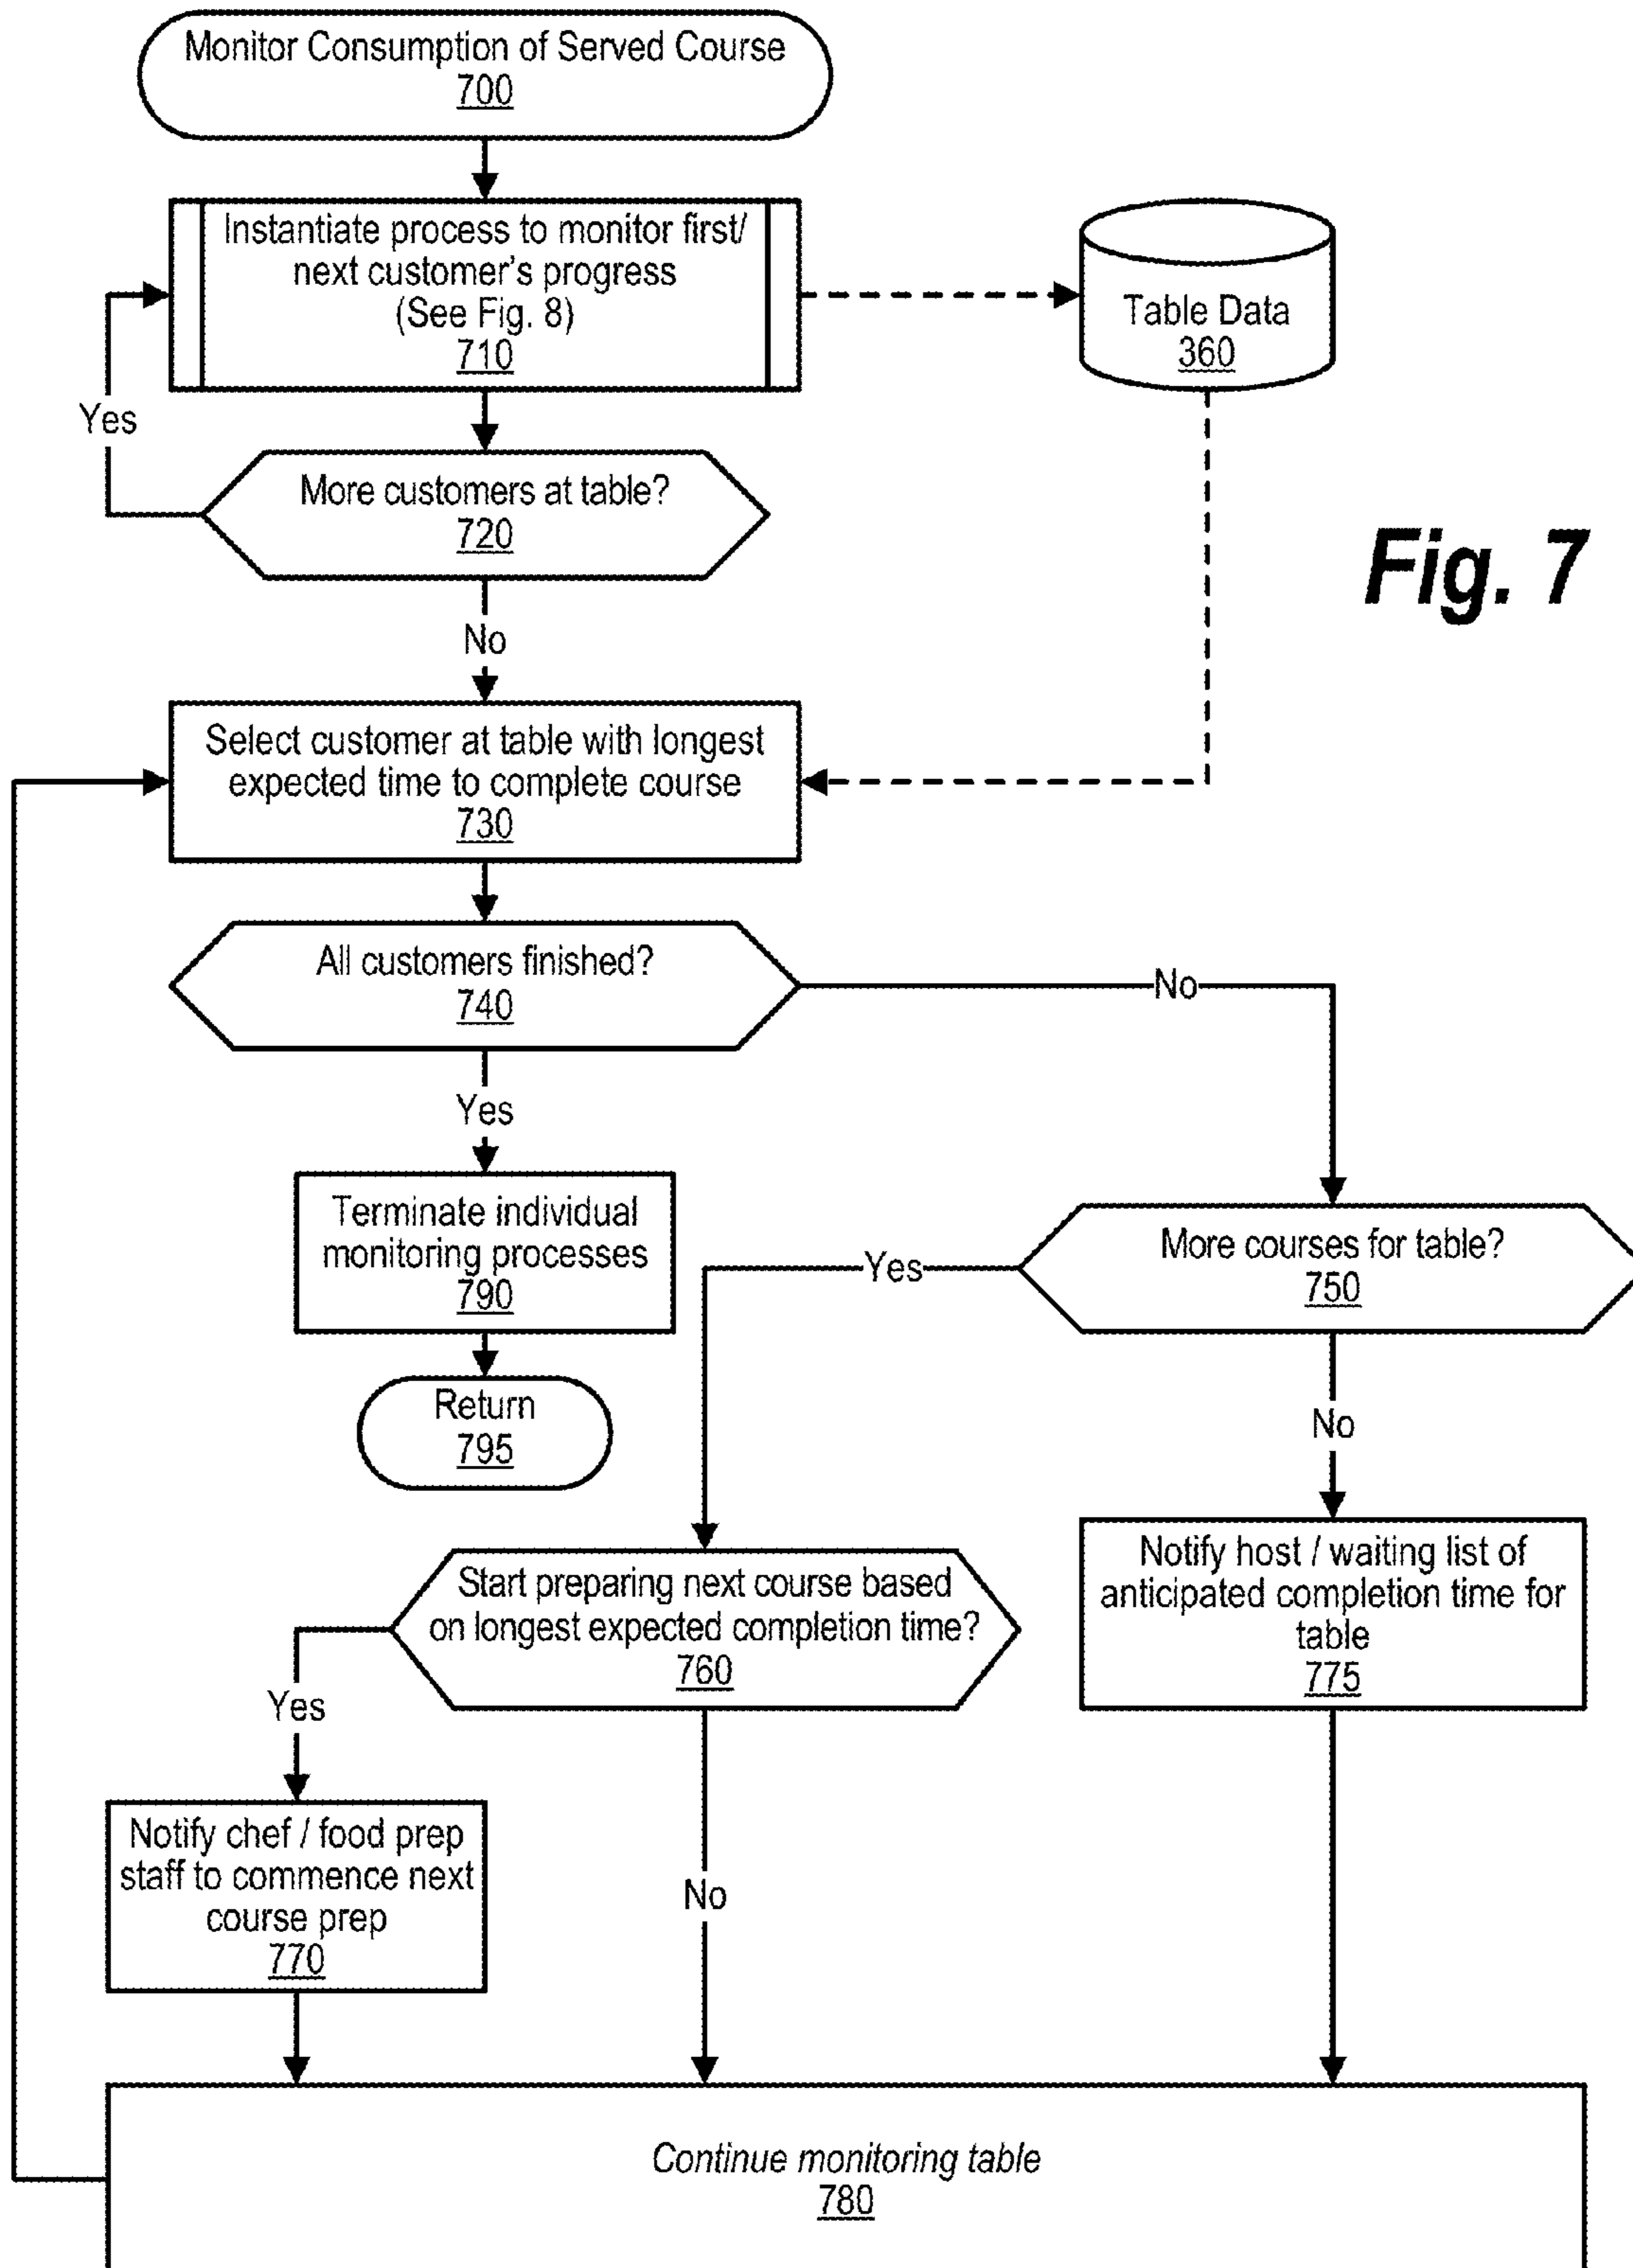 Monitor Consumption of Served Course
700
Instantiate process to monitor first/
next customer's progress
(See Fig. 8)
710
Table Data
360
Yes
More customers at table?
720
Fig. 7
No
Select customer at table with longest
expected time to complete course
730
All customers finished?
740
No
Yes
Terminate individual
monitoring processes
790
More courses for table?
750
Yes
Return
795
No
Start preparing next course based
on longest expected completion time?
760
Notify host / waiting list of
anticipated completion time for
table
775
Yes
Notify chef / food prep
staff to commence next
course prep
770
No
Continue monitoring table
780